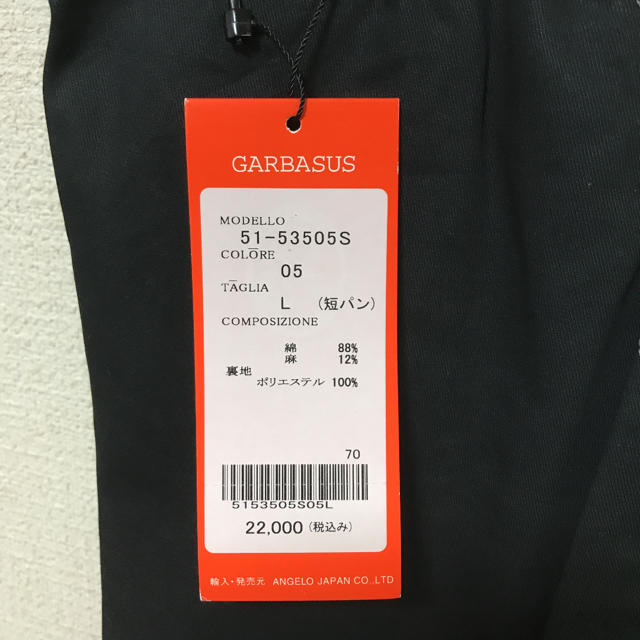 GARBASUS
MODELLO
51-53505S
COLORE
05
TAGLIA
L （短パン）
COMPOSIZIONE
綿 88%
麻 12%
裏地
ポリエステル 100%
70
5153505S05L
22,000（税込み）
輸入・発売元 ANGELO JAPAN CO.,LTD